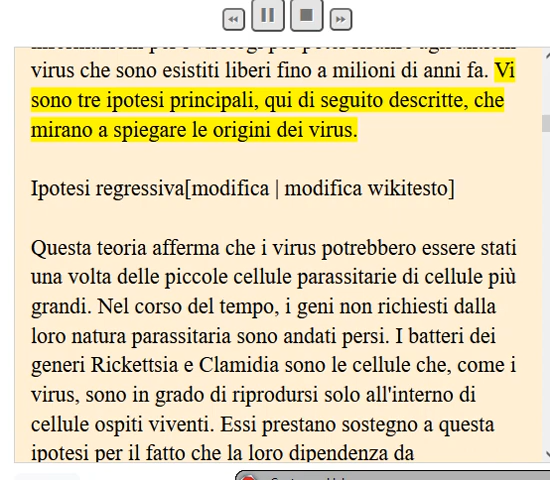 virus che sono esistiti liberi fino a milioni di anni fa. Vi
sono tre ipotesi principali, qui di seguito descritte, che
mirano a spiegare le origini dei virus.
Ipotesi regressiva[modifica | modifica wikitesto]
Questa teoria afferma che i virus potrebbero essere stati
una volta delle piccole cellule parassitarie di cellule più
grandi. Nel corso del tempo, i geni non richiesti dalla
loro natura parassitaria sono andati persi. I batteri dei
generi Rickettsia e Clamidia sono le cellule che, come i
virus, sono in grado di riprodursi solo all'interno di
cellule ospiti viventi. Essi prestano sostegno a questa
ipotesi per il fatto che la loro dipendenza da